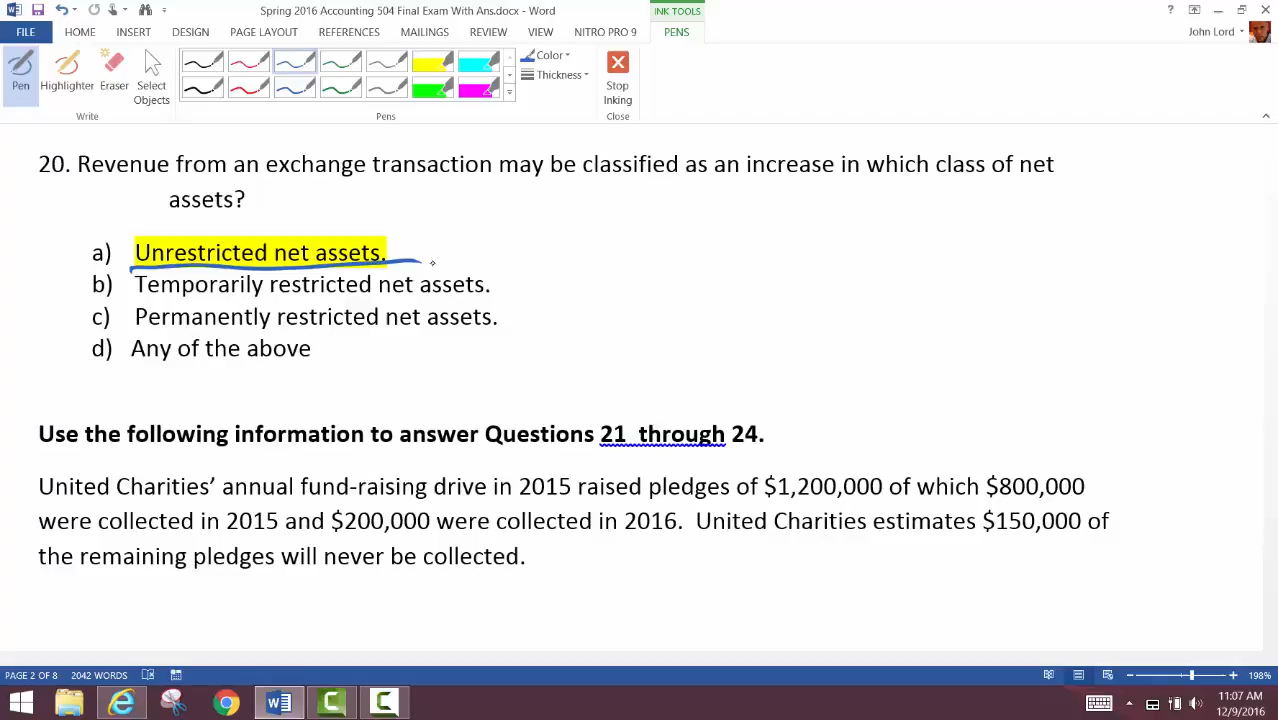 Spring 2016 Accounting 504 Final Exam With Ans.docx - Word
INK TOOLS
FILE HOME INSERT DESIGN PAGE LAYOUT REFERENCES MAILINGS REVIEW VIEW NITRO PRO 9 PENS
John Lord
Pen Highlighter Eraser Select Objects
Color
Thickness
Stop Inking
Write Pens Close
20. Revenue from an exchange transaction may be classified as an increase in which class of net
assets?
a) Unrestricted net assets.
b) Temporarily restricted net assets.
c) Permanently restricted net assets.
d) Any of the above
Use the following information to answer Questions 21 through 24.
United Charities’ annual fund-raising drive in 2015 raised pledges of $1,200,000 of which $800,000
were collected in 2015 and $200,000 were collected in 2016. United Charities estimates $150,000 of
the remaining pledges will never be collected.
PAGE 2 OF 8 2042 WORDS 198%
11:07 AM
12/9/2016